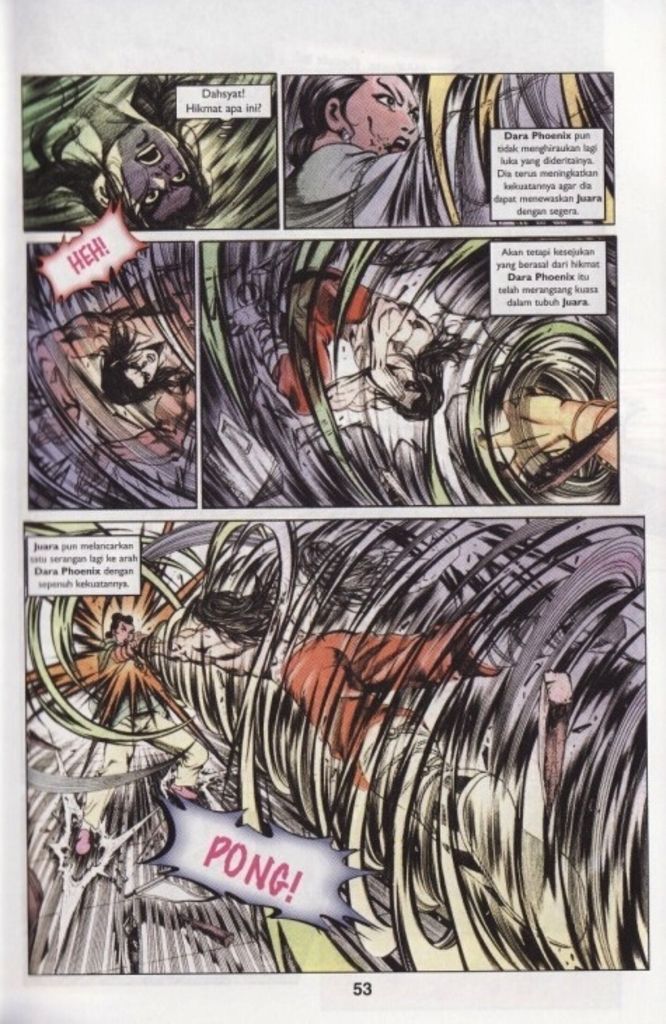 Dahsyat!
Hikmat apa ini?
Dara Phoenix pun
tidak menghiraukan lagi
luka yang dideritainya.
Dia terus meningkatkan
kekuatannya agar dia
dapat menewaskan Juara
dengan segera.
HEH!
Akan tetapi kesejukan
yang berasal dari hikmat
Dara Phoenix itu
telah merangsang kuasa
dalam tubuh Juara.
Juara pun melancarkan
satu serangan lagi ke arah
Dara Phoenix dengan
sepenuh kekuatannya.
PONG!
53